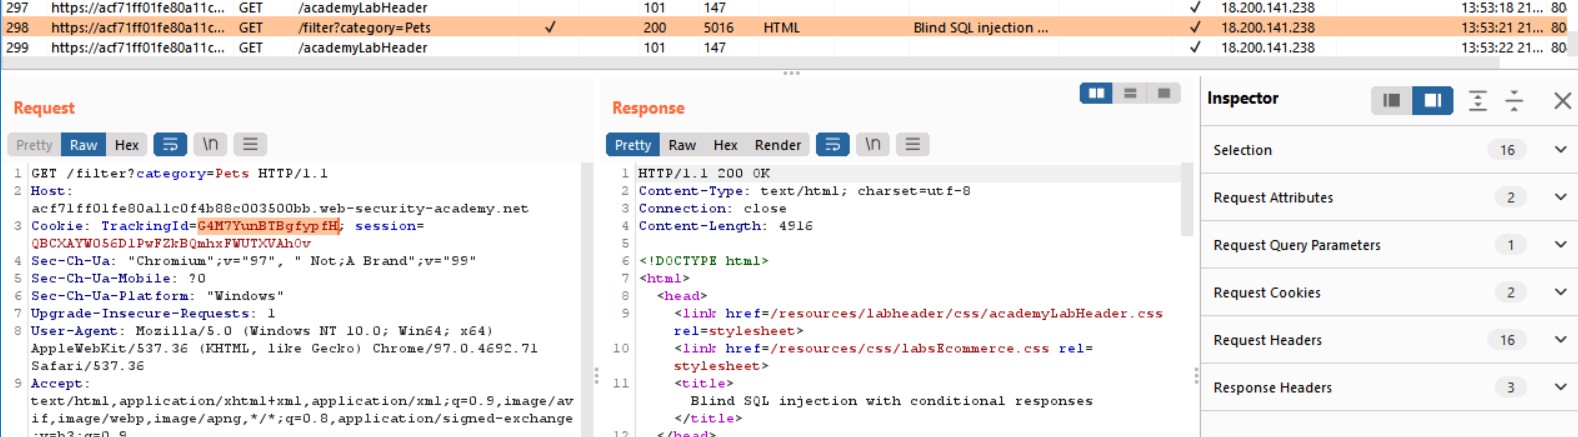 297 https://acf71ff01fe80a11c... GET /academyLabHeader 101 147 ✓ 18.200.141.238 13:53:18 21... 80
298 https://acf71ff01fe80a11c... GET /filter?category=Pets ✓ 200 5016 HTML Blind SQL injection ... ✓ 18.200.141.238 13:53:21 21... 80
299 https://acf71ff01fe80a11c... GET /academyLabHeader 101 147 ✓ 18.200.141.238 13:53:22 21... 80
Request
Pretty Raw Hex \n
1 GET /filter?category=Pets HTTP/1.1
2 Host:
acf71ff01fe80a11c0f4b88c003500bb.web-security-academy.net
3 Cookie: TrackingId=G4M7YunBTBgfypfH; session=
QBCXAYW056D1PwFZkBQmhxFWUTXVAh0v
4 Sec-Ch-Ua: "Chromium";v="97", " Not;A Brand";v="99"
5 Sec-Ch-Ua-Mobile: ?0
6 Sec-Ch-Ua-Platform: "Windows"
7 Upgrade-Insecure-Requests: 1
8 User-Agent: Mozilla/5.0 (Windows NT 10.0; Win64; x64)
AppleWebKit/537.36 (KHTML, like Gecko) Chrome/97.0.4692.71
Safari/537.36
9 Accept:
text/html,application/xhtml+xml,application/xml;q=0.9,image/av
if,image/webp,image/apng,*/*;q=0.8,application/signed-exchange
;v=b3;q=0.9
Response
Pretty Raw Hex Render \n
1 HTTP/1.1 200 OK
2 Content-Type: text/html; charset=utf-8
3 Connection: close
4 Content-Length: 4916
5
6 <!DOCTYPE html>
7 <html>
8 <head>
9 <link href=/resources/labheader/css/academyLabHeader.css
rel=stylesheet>
10 <link href=/resources/css/labsEcommerce.css rel=
stylesheet>
11 <title>
Blind SQL injection with conditional responses
</title>
12 </head>
Inspector
Selection 16
Request Attributes 2
Request Query Parameters 1
Request Cookies 2
Request Headers 16
Response Headers 3